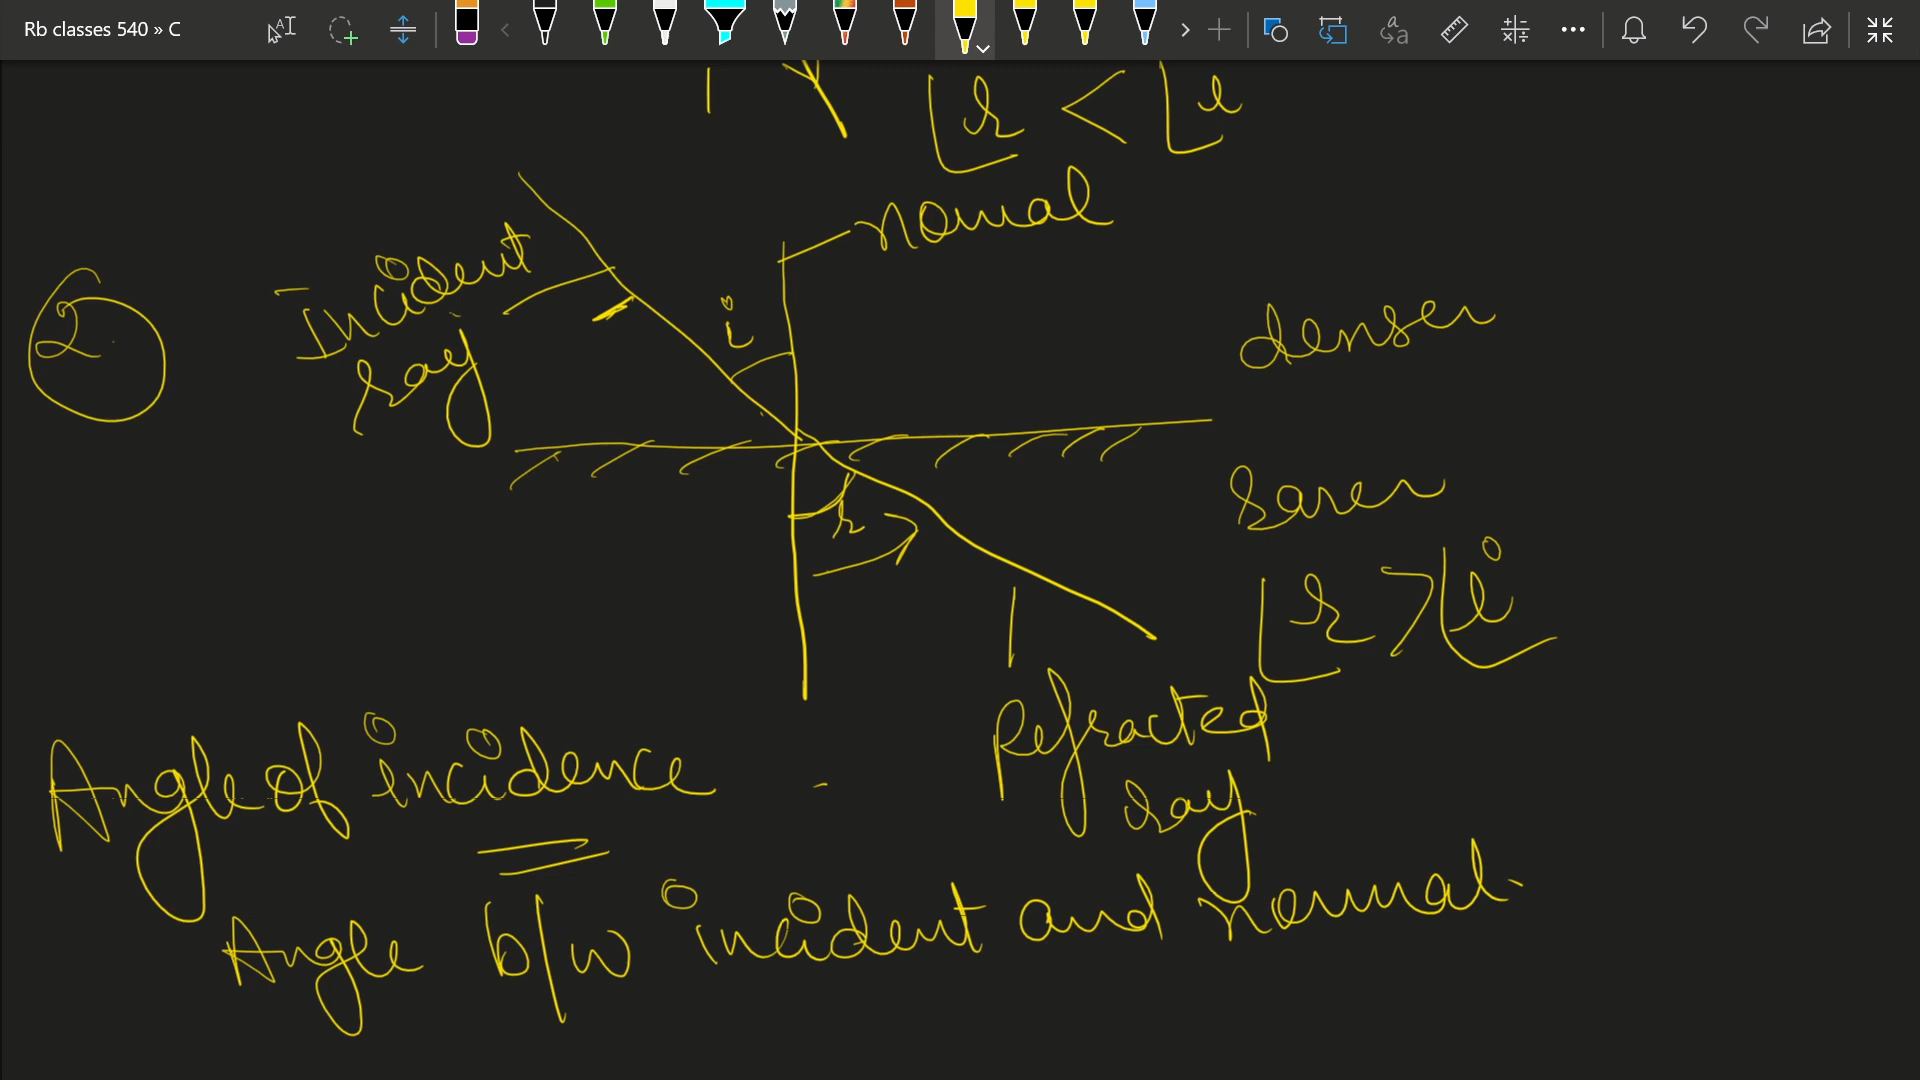 Rb classes 540 » C
∠r < ∠i
normal
2
Incident
ray
i
denser
rarer
r
∠r > ∠i
Refracted
ray
Angle of incidence -
Angle b/w incident and normal.